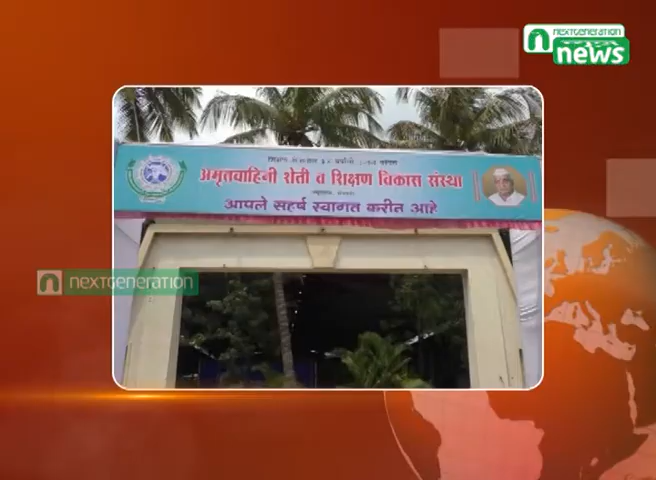 NEXTGENERATION
news
अमृतवाहिनी शेती व शिक्षण विकास संस्था
आपले सहर्ष स्वागत करीत आहे
NEXTGENERATION